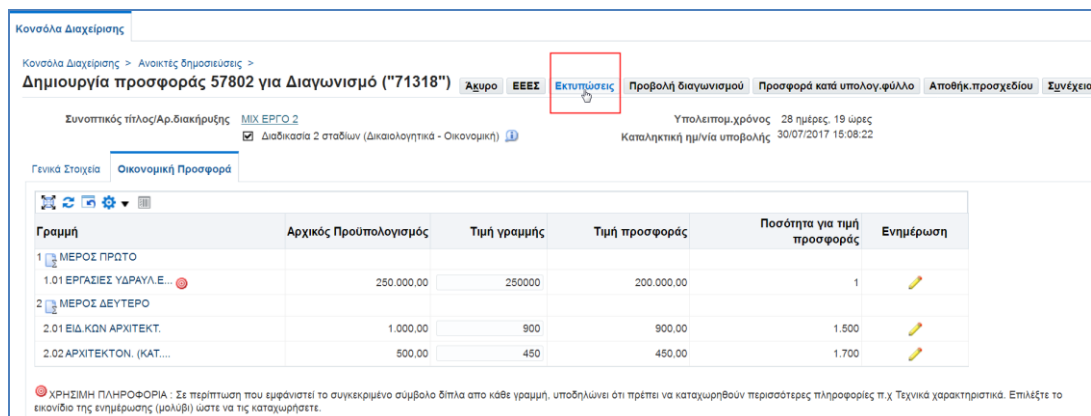 Κονσόλα Διαχείρισης
Κονσόλα Διαχείρισης > Ανοικτές δημοσιεύσεις >
Δημιουργία προσφοράς 57802 για Διαγωνισμό ("71318") Άκυρο ΕΕΕΣ Εκτυπώσεις Προβολή διαγωνισμού Προσφορά κατά υπολογ.φύλλο Αποθήκ.προσχεδίου Συνέχεια
Συνοπτικός τίτλος/Αρ.διακήρυξης ΜΙΧ ΕΡΓΟ 2 Υπολειπομ.χρόνος 28 ημέρες, 19 ώρες
Διαδικασία 2 σταδίων (Δικαιολογητικά - Οικονομική) Καταληκτική ημ/νία υποβολής 30/07/2017 15:08:22
Γενικά Στοιχεία Οικονομική Προσφορά
Γραμμή Αρχικός Προϋπολογισμός Τιμή γραμμής Τιμή προσφοράς Ποσότητα για τιμή προσφοράς Ενημέρωση
1 ΜΕΡΟΣ ΠΡΩΤΟ
1.01 ΕΡΓΑΣΙΕΣ ΥΔΡΑΥΛ.Ε... 250.000,00 250000 200.000,00 1
2 ΜΕΡΟΣ ΔΕΥΤΕΡΟ
2.01 ΕΙΔ.ΚΩΝ ΑΡΧΙΤΕΚΤ. 1.000,00 900 900,00 1.500
2.02 ΑΡΧΙΤΕΚΤΟΝ. (ΚΑΤ.... 500,00 450 450,00 1.700
ΧΡΗΣΙΜΗ ΠΛΗΡΟΦΟΡΙΑ : Σε περίπτωση που εμφάνιστεί το συγκεκριμένο σύμβολο δίπλα απο κάθε γραμμή, υποδηλώνει ότι πρέπει να καταχωρηθούν περισσότερες πληροφορίες π.χ Τεχνικά χαρακτηριστικά. Επιλέξτε το
εικονίδιο της ενημέρωσης (μολύβι) ώστε να τις καταχωρήσετε.